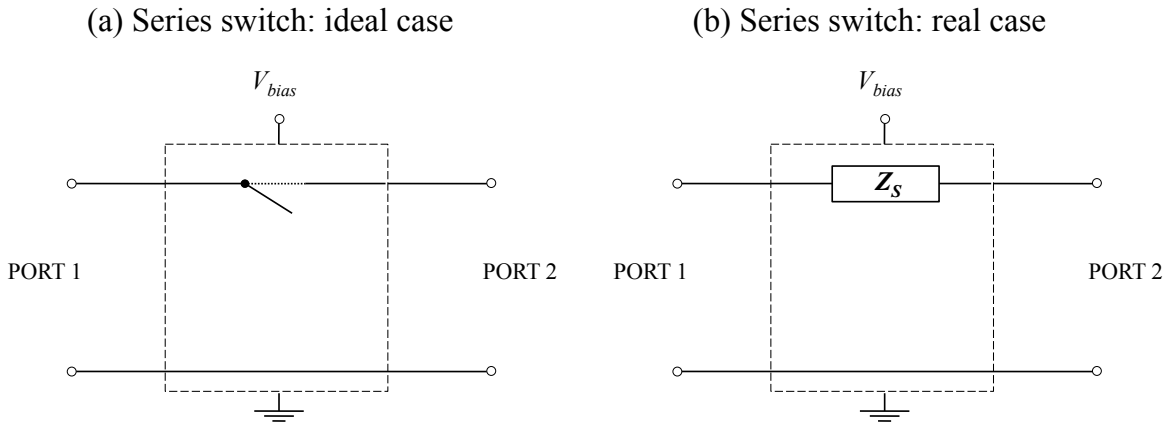 (a) Series switch: ideal case
(b) Series switch: real case
V_bias
V_bias
Z_S
PORT 1
PORT 2
PORT 1
PORT 2